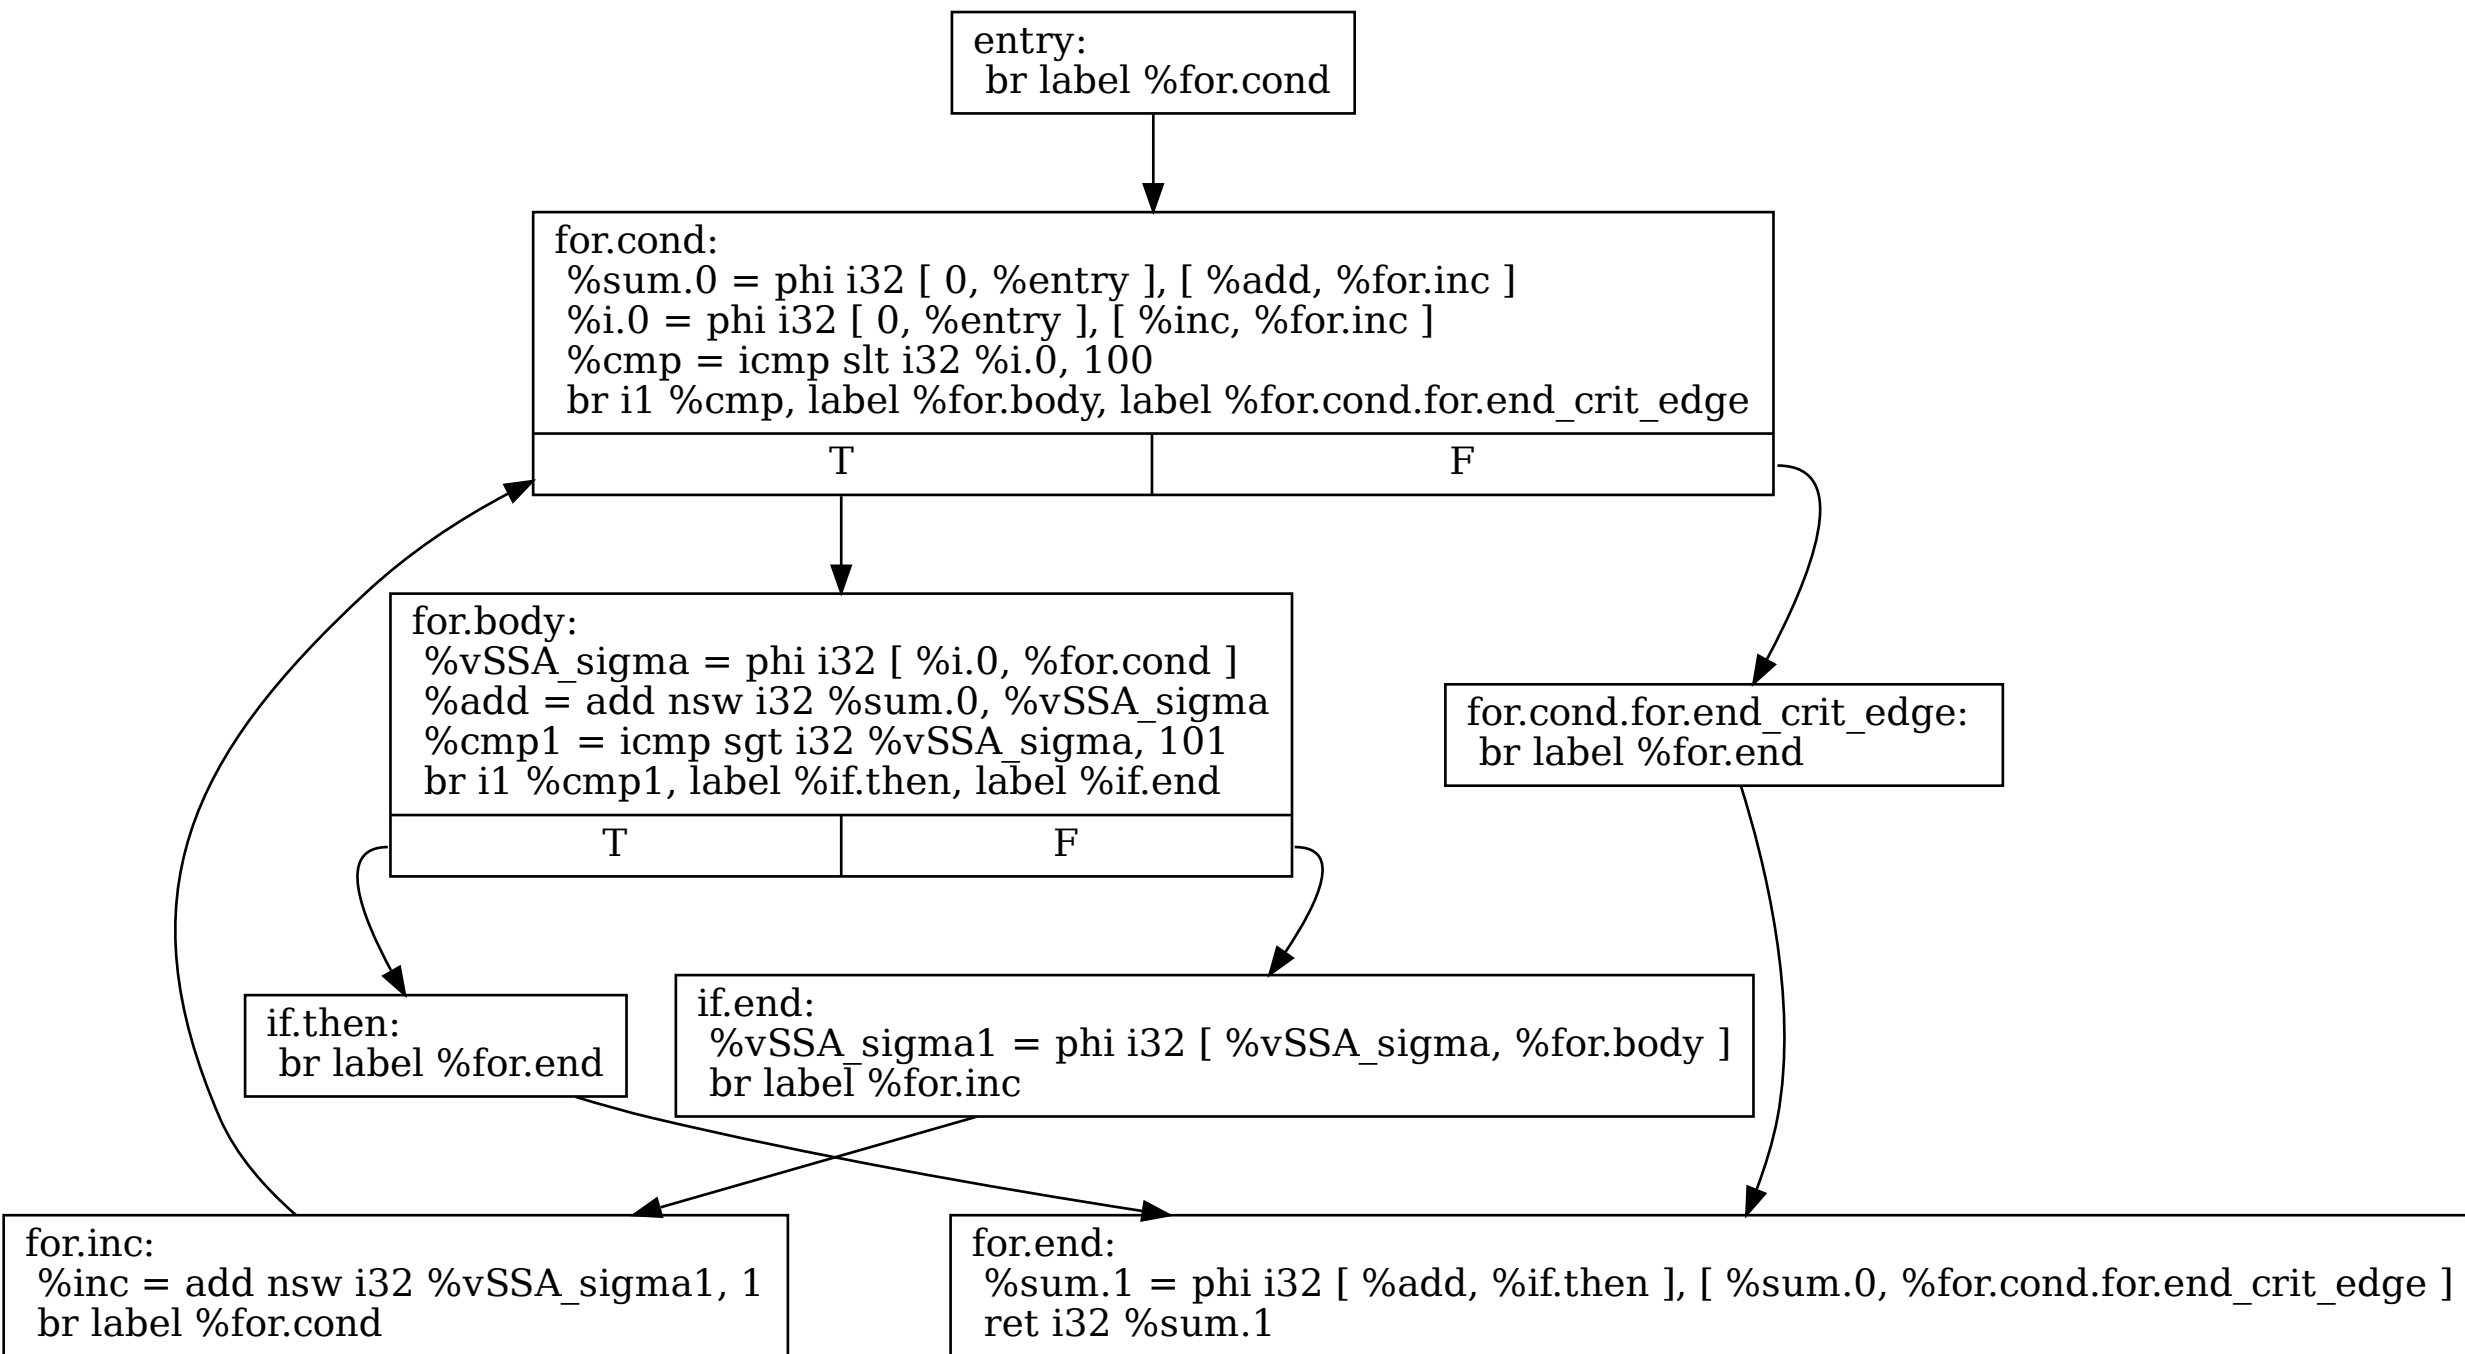 entry:
br label %for.cond
for.cond:
%sum.0 = phi i32 [ 0, %entry ], [ %add, %for.inc ]
%i.0 = phi i32 [ 0, %entry ], [ %inc, %for.inc ]
%cmp = icmp slt i32 %i.0, 100
br i1 %cmp, label %for.body, label %for.cond.for.end_crit_edge
T F
for.body:
%vSSA_sigma = phi i32 [ %i.0, %for.cond ]
%add = add nsw i32 %sum.0, %vSSA_sigma
%cmp1 = icmp sgt i32 %vSSA_sigma, 101
br i1 %cmp1, label %if.then, label %if.end
T F
for.cond.for.end_crit_edge:
br label %for.end
if.then:
br label %for.end
if.end:
%vSSA_sigma1 = phi i32 [ %vSSA_sigma, %for.body ]
br label %for.inc
for.inc:
%inc = add nsw i32 %vSSA_sigma1, 1
br label %for.cond
for.end:
%sum.1 = phi i32 [ %add, %if.then ], [ %sum.0, %for.cond.for.end_crit_edge ]
ret i32 %sum.1